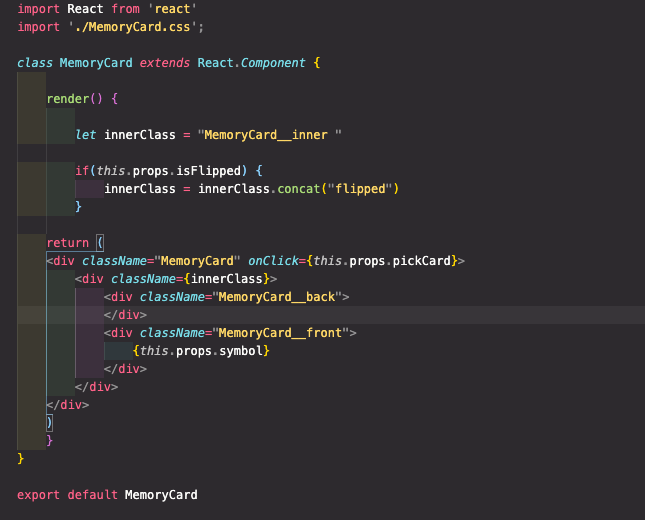 import React from 'react'
import './MemoryCard.css';
class MemoryCard extends React.Component {
render() {
let innerClass = "MemoryCard__inner "
if(this.props.isFlipped) {
innerClass = innerClass.concat("flipped")
}
return (
<div className="MemoryCard" onClick={this.props.pickCard}>
<div className={innerClass}>
<div className="MemoryCard__back">
</div>
<div className="MemoryCard__front">
{this.props.symbol}
</div>
</div>
</div>
)
}
}
export default MemoryCard